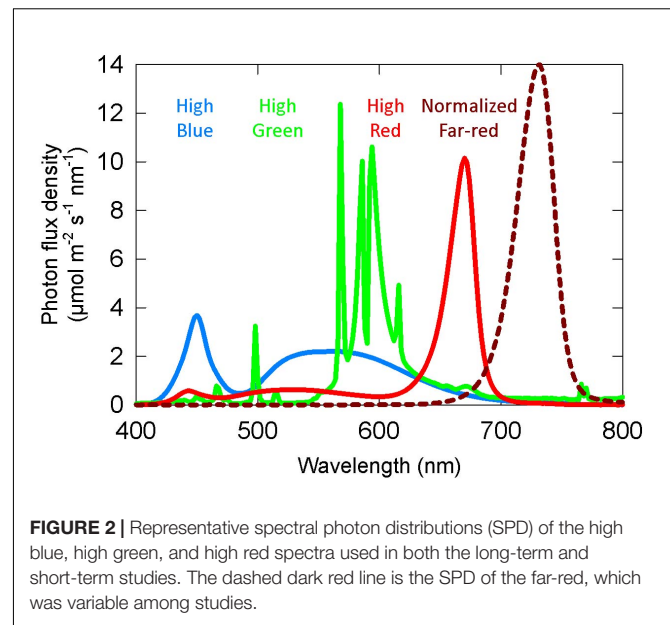 14
12
10
8
6
4
2
0
Photon flux density
(µmol m⁻² s⁻¹ nm⁻¹)
High High High Normalized
Blue Green Red Far-red
400 500 600 700 800
Wavelength (nm)
FIGURE 2 | Representative spectral photon distributions (SPD) of the high
blue, high green, and high red spectra used in both the long-term and
short-term studies. The dashed dark red line is the SPD of the far-red, which
was variable among studies.